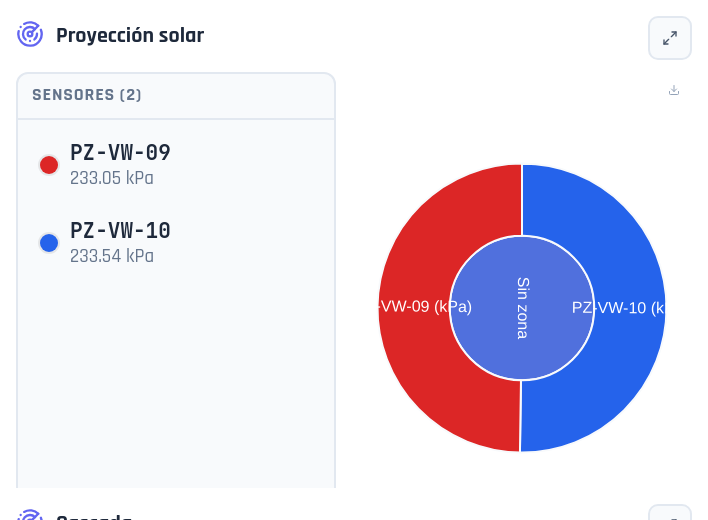 Proyección solar
SENSORES (2)
PZ-VW-09
233.05 kPa
PZ-VW-10
233.54 kPa
-VW-09 (kPa)
Sin zona
PZ-VW-10 (k